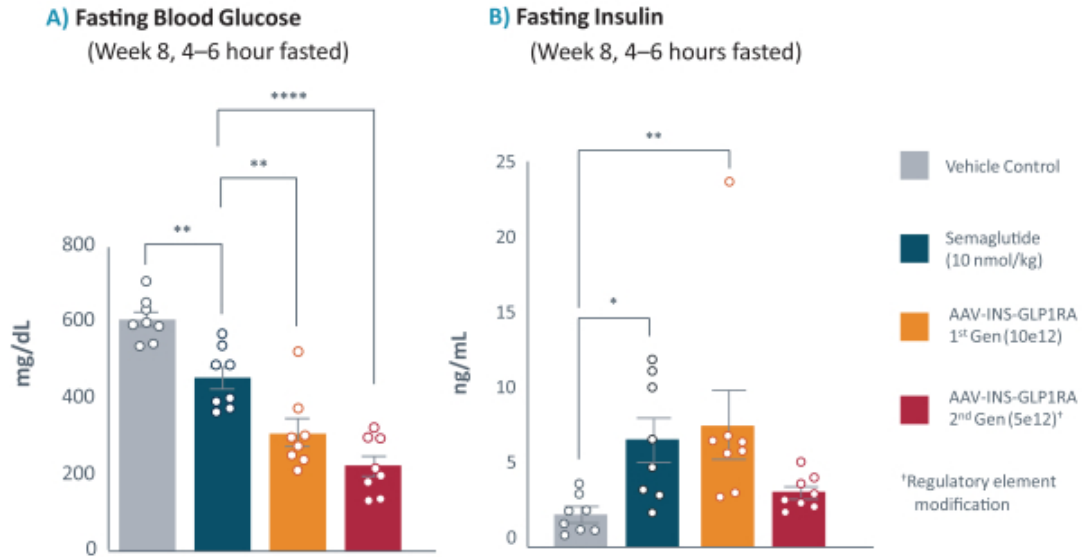 A) Fasting Blood Glucose
(Week 8, 4–6 hour fasted)
****
**
**
800
600
400
200
0
mg/dL
B) Fasting Insulin
(Week 8, 4–6 hours fasted)
**
*
25
20
15
10
5
0
ng/mL
Vehicle Control
Semaglutide
(10 nmol/kg)
AAV-INS-GLP1RA
1st Gen (10e12)
AAV-INS-GLP1RA
2nd Gen (5e12)†
†Regulatory element
modification